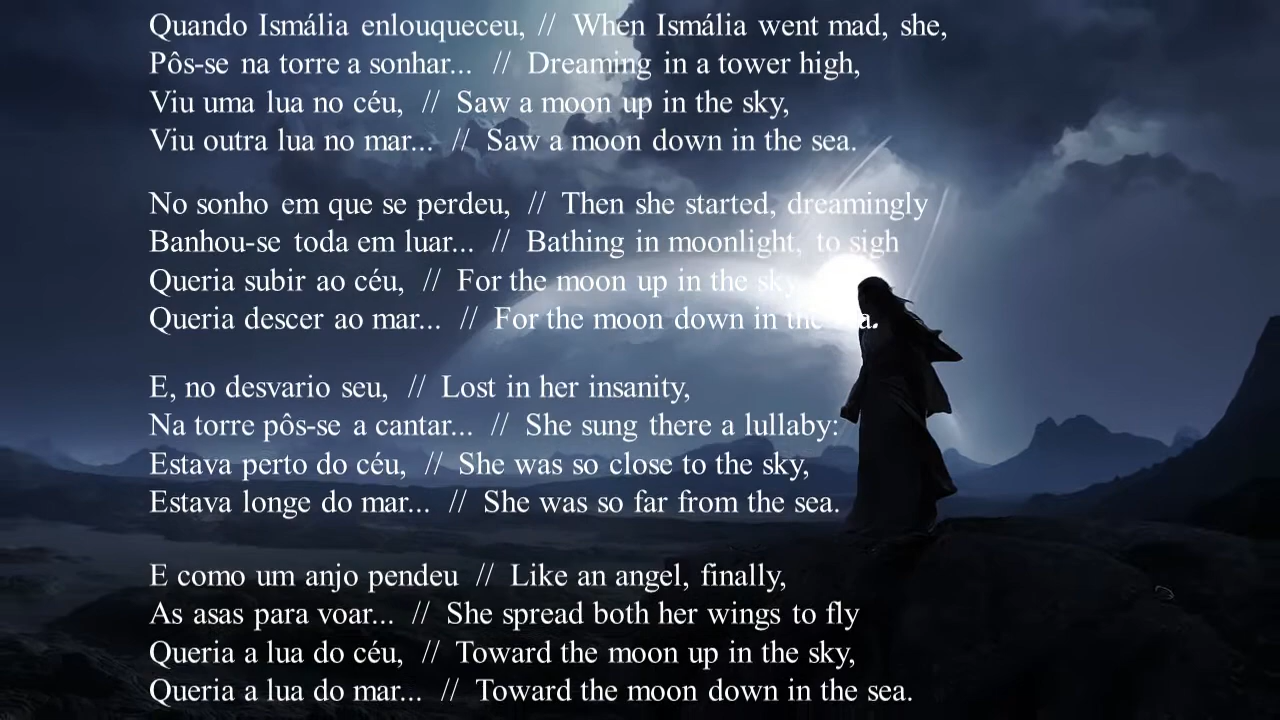 Quando Ismália enlouqueceu, // When Ismália went mad, she,
Pôs-se na torre a sonhar... // Dreaming in a tower high,
Viu uma lua no céu, // Saw a moon up in the sky,
Viu outra lua no mar... // Saw a moon down in the sea.
No sonho em que se perdeu, // Then she started, dreamingly
Banhou-se toda em luar... // Bathing in moonlight, to sigh
Queria subir ao céu, // For the moon up in the sky
Queria descer ao mar... // For the moon down in the sea.
E, no desvario seu, // Lost in her insanity,
Na torre pôs-se a cantar... // She sung there a lullaby:
Estava perto do céu, // She was so close to the sky,
Estava longe do mar... // She was so far from the sea.
E como um anjo pendeu // Like an angel, finally,
As asas para voar... // She spread both her wings to fly
Queria a lua do céu, // Toward the moon up in the sky,
Queria a lua do mar... // Toward the moon down in the sea.